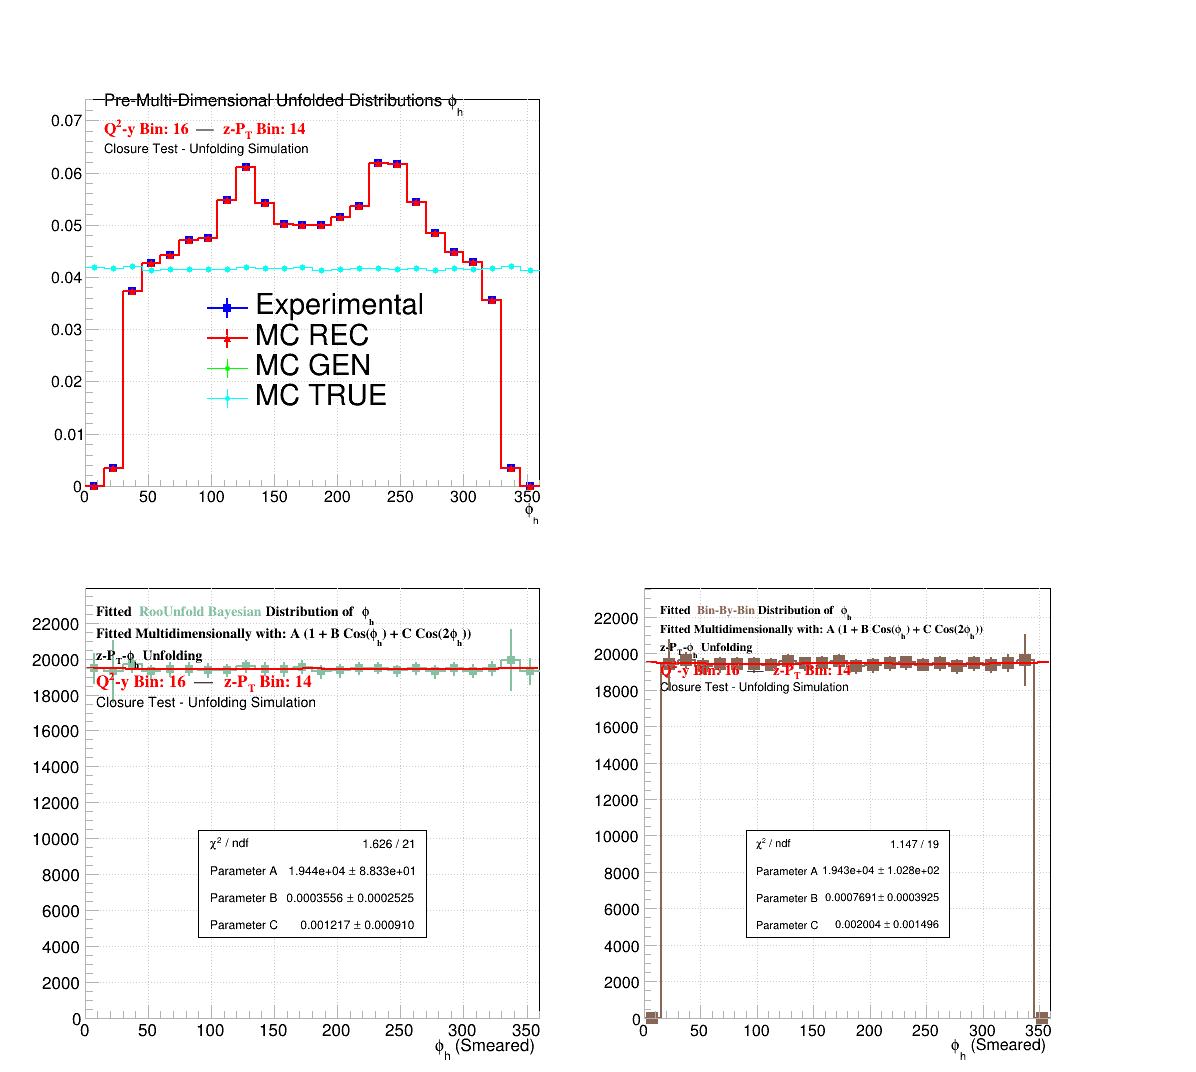 Pre-Multi-Dimensional Unfolded Distributions ϕh
Q2-y Bin: 16 — z-PT Bin: 14
Closure Test - Unfolding Simulation
0.07
0.06
0.05
0.04
0.03
0.02
0.01
0
Experimental
MC REC
MC GEN
MC TRUE
0 50 100 150 200 250 300 350
ϕh
Fitted RooUnfold Bayesian Distribution of ϕh
Fitted Multidimensionally with: A (1 + B Cos(ϕh) + C Cos(2ϕh))
z-PT-ϕh Unfolding
Q2-y Bin: 16 — z-PT Bin: 14
Closure Test - Unfolding Simulation
22000
20000
18000
16000
14000
12000
10000
8000
6000
4000
2000
0
χ2 / ndf 1.626 / 21
Parameter A 1.944e+04 ± 8.833e+01
Parameter B 0.0003556 ± 0.0002525
Parameter C 0.001217 ± 0.000910
0 50 100 150 200 250 300 350
ϕh (Smeared)
Fitted Bin-By-Bin Distribution of ϕh
Fitted Multidimensionally with: A (1 + B Cos(ϕh) + C Cos(2ϕh))
z-PT-ϕh Unfolding
Q2-y Bin: 16 — z-PT Bin: 14
Closure Test - Unfolding Simulation
22000
20000
18000
16000
14000
12000
10000
8000
6000
4000
2000
0
χ2 / ndf 1.147 / 19
Parameter A 1.943e+04 ± 1.028e+02
Parameter B 0.0007691 ± 0.0003925
Parameter C 0.002004 ± 0.001496
0 50 100 150 200 250 300 350
ϕh (Smeared)